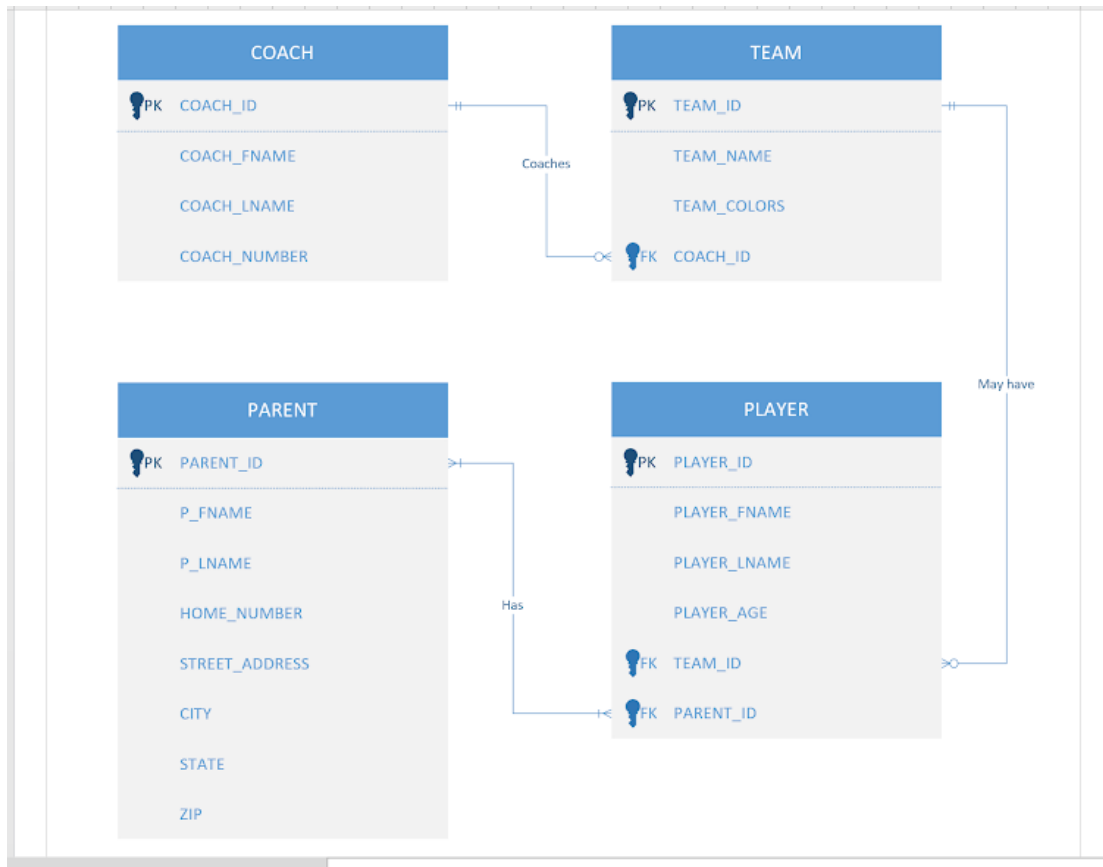 COACH
PK COACH_ID
COACH_FNAME
COACH_LNAME
COACH_NUMBER
Coaches
TEAM
PK TEAM_ID
TEAM_NAME
TEAM_COLORS
FK COACH_ID
May have
PARENT
PK PARENT_ID
P_FNAME
P_LNAME
HOME_NUMBER
STREET_ADDRESS
CITY
STATE
ZIP
Has
PLAYER
PK PLAYER_ID
PLAYER_FNAME
PLAYER_LNAME
PLAYER_AGE
FK TEAM_ID
FK PARENT_ID